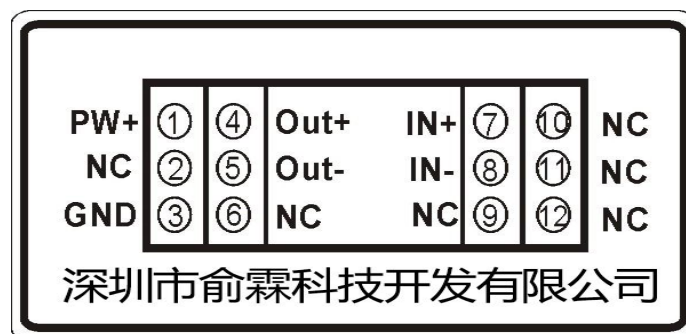 PW+ ① ④ Out+ IN+ ⑦ ⑩ NC
NC ② ⑤ Out- IN- ⑧ ⑪ NC
GND ③ ⑥ NC NC ⑨ ⑫ NC
深圳市俞霖科技开发有限公司